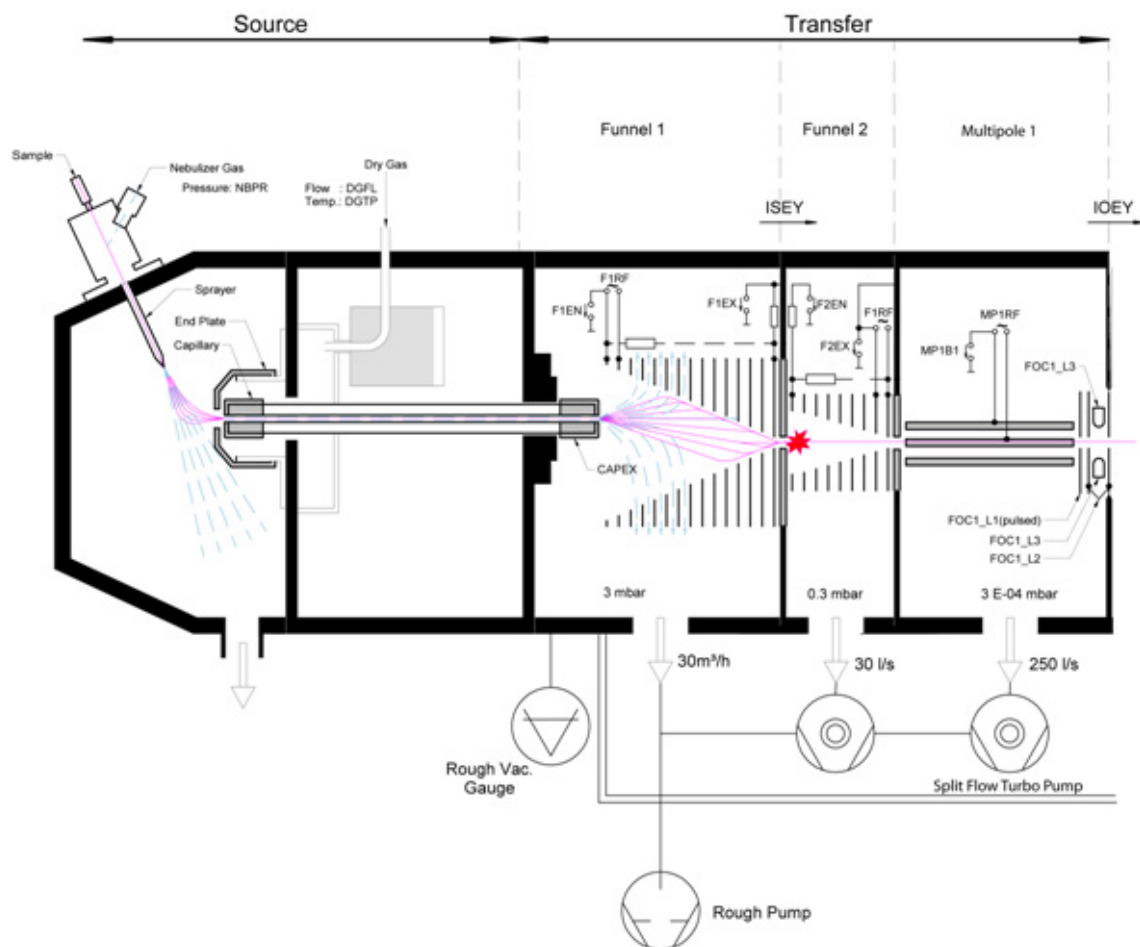 Source
Transfer
Funnel 1
Funnel 2
Multipole 1
Sample
Nebulizer Gas
Pressure: NBPR
Dry Gas
Flow : DGFL
Temp.: DGTP
ISEY
IOEY
Sprayer
End Plate
Capillary
F1RF
~
F1EN
F1EX
F2EN
F1RF
~
F2EX
MP1RF
~
MP1B1
FOC1_L3
CAPEX
FOC1_L1(pulsed)
FOC1_L3
FOC1_L2
3 mbar
0.3 mbar
3 E-04 mbar
30m³/h
30 l/s
250 l/s
Rough Vac.
Gauge
Split Flow Turbo Pump
Rough Pump